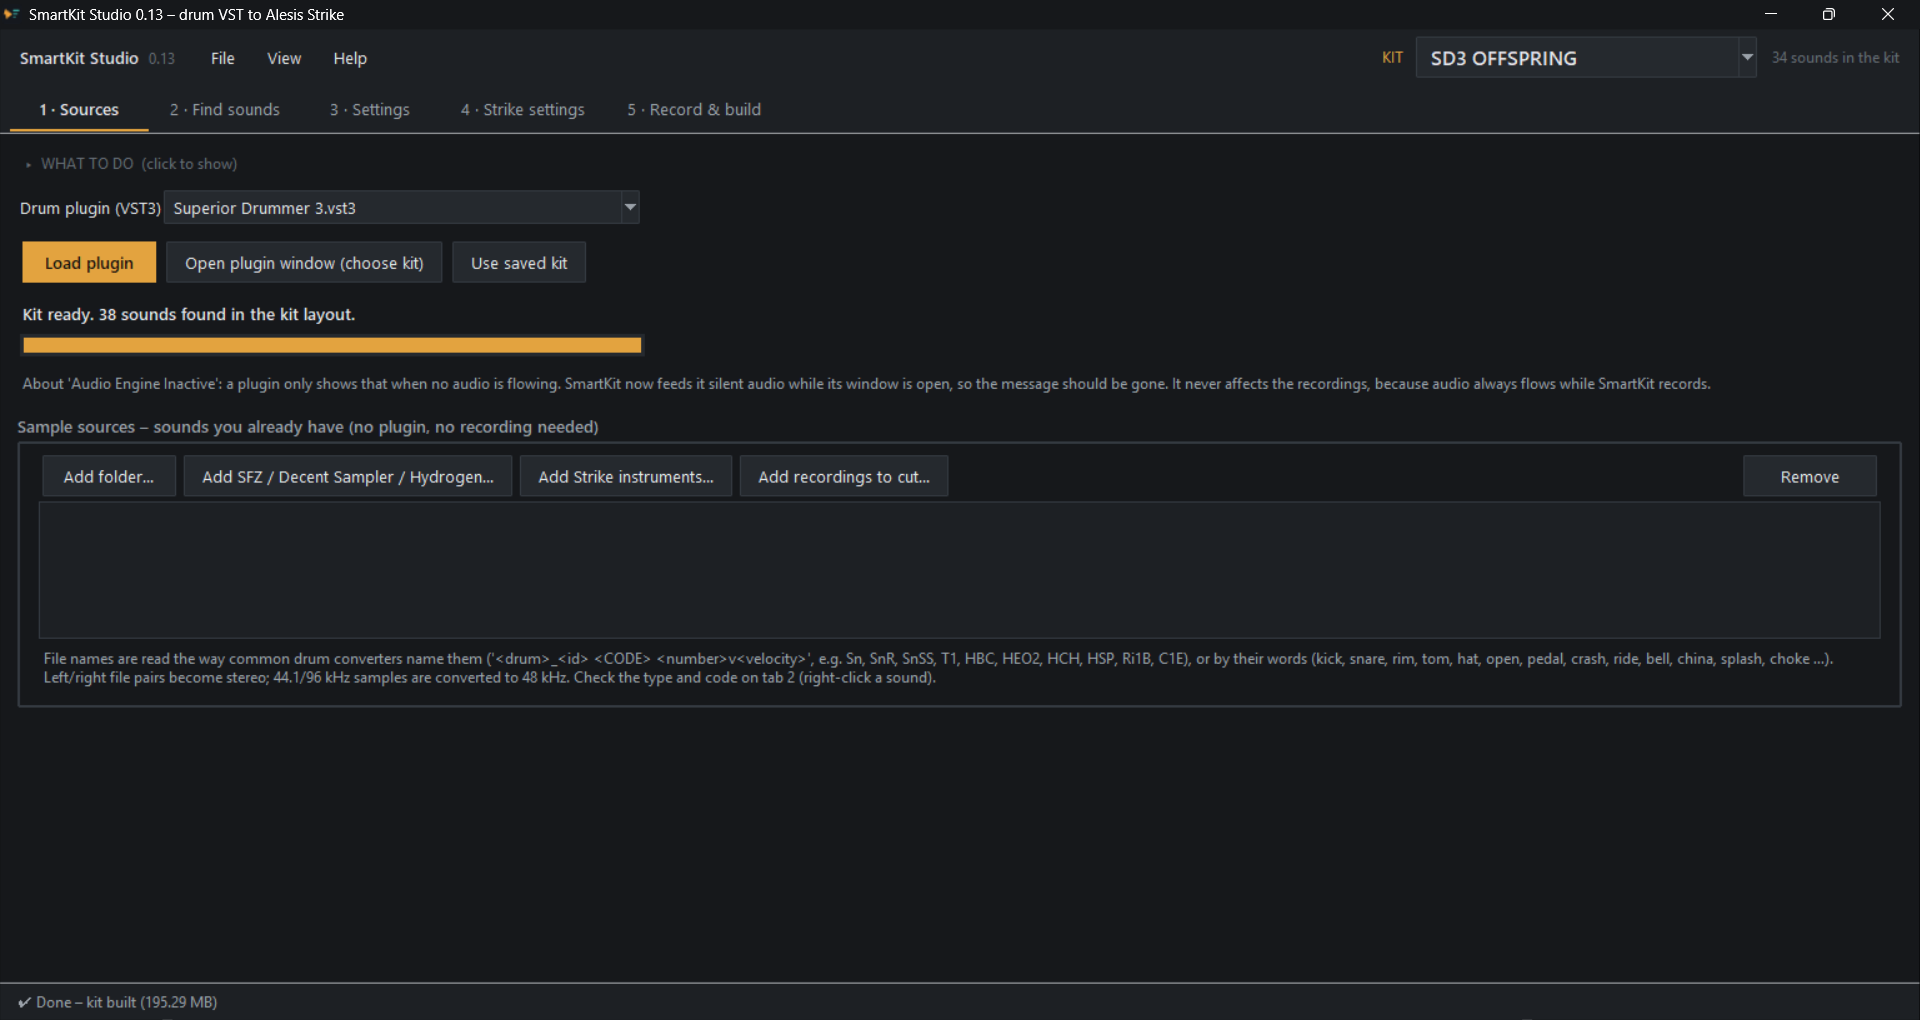 SmartKit Studio 0.13 – drum VST to Alesis Strike
SmartKit Studio 0.13 File View Help KIT SD3 OFFSPRING 34 sounds in the kit
1 · Sources 2 · Find sounds 3 · Settings 4 · Strike settings 5 · Record & build
WHAT TO DO (click to show)
Drum plugin (VST3) Superior Drummer 3.vst3
Load plugin Open plugin window (choose kit) Use saved kit
Kit ready. 38 sounds found in the kit layout.
About 'Audio Engine Inactive': a plugin only shows that when no audio is flowing. SmartKit now feeds it silent audio while its window is open, so the message should be gone. It never affects the recordings, because audio always flows while SmartKit records.
Sample sources – sounds you already have (no plugin, no recording needed)
Add folder... Add SFZ / Decent Sampler / Hydrogen... Add Strike instruments... Add recordings to cut... Remove
File names are read the way common drum converters name them ('<drum>_<id> <CODE> <number>v<velocity>', e.g. Sn, SnR, SnSS, T1, HBC, HEO2, HCH, HSP, Ri1B, C1E), or by their words (kick, snare, rim, tom, hat, open, pedal, crash, ride, bell, china, splash, choke ...).
Left/right file pairs become stereo; 44.1/96 kHz samples are converted to 48 kHz. Check the type and code on tab 2 (right-click a sound).
✔ Done – kit built (195.29 MB)